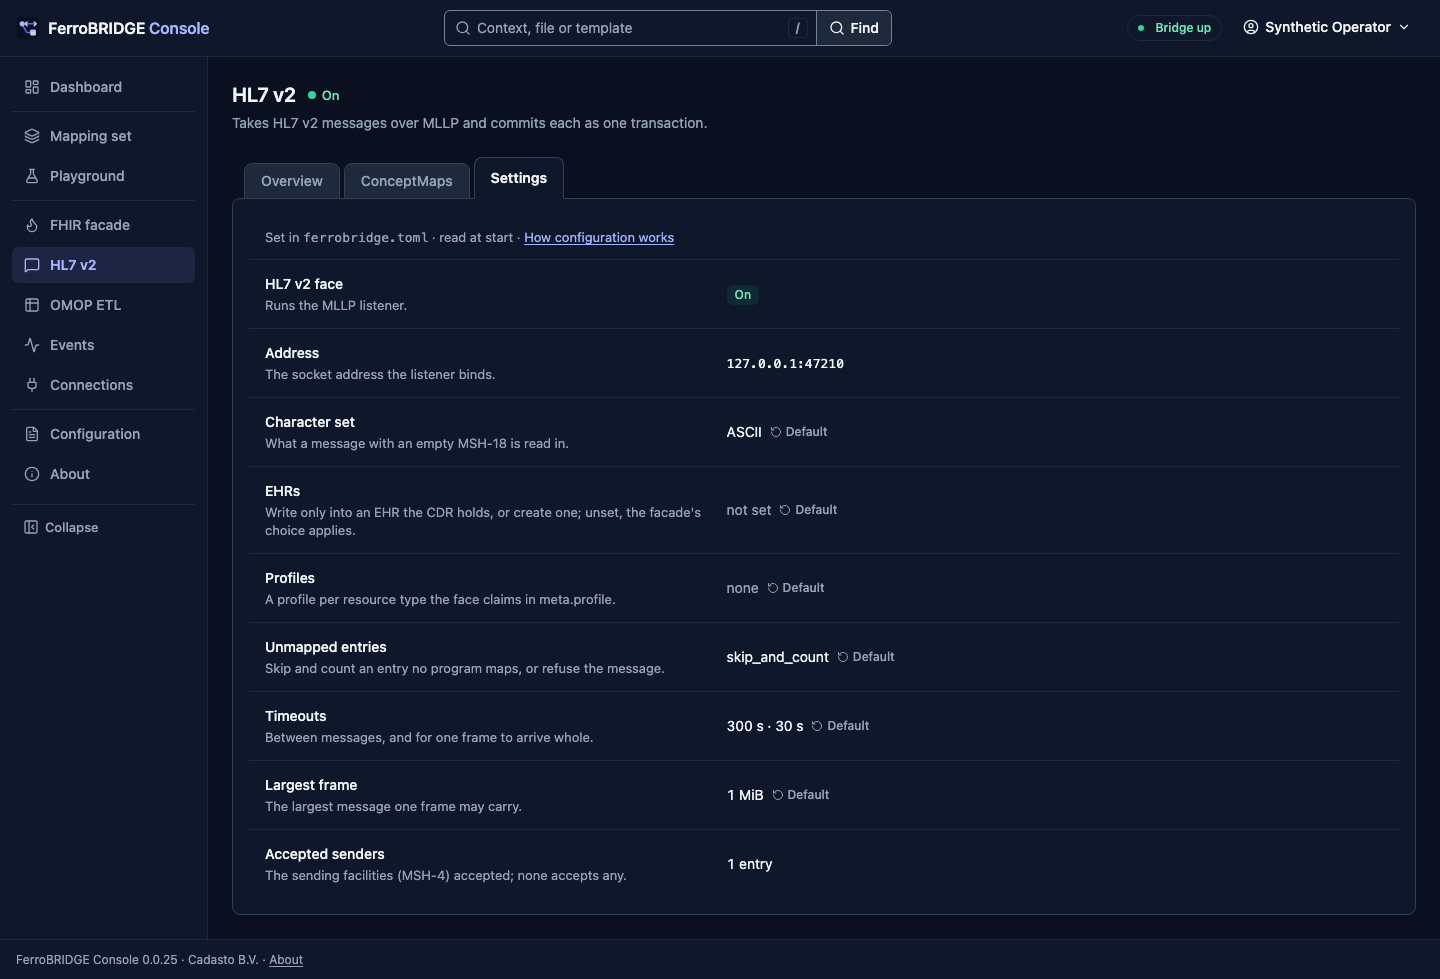 FerroBRIDGE Console
Context, file or template
/
Find
Bridge up
Synthetic Operator
Dashboard
Mapping set
Playground
FHIR facade
HL7 v2
OMOP ETL
Events
Connections
Configuration
About
Collapse
HL7 v2
On
Takes HL7 v2 messages over MLLP and commits each as one transaction.
Overview
ConceptMaps
Settings
Set in ferrobridge.toml · read at start · How configuration works
HL7 v2 face
Runs the MLLP listener.
On
Address
The socket address the listener binds.
127.0.0.1:47210
Character set
What a message with an empty MSH-18 is read in.
ASCII Default
EHRs
Write only into an EHR the CDR holds, or create one; unset, the facade's
choice applies.
not set Default
Profiles
A profile per resource type the face claims in meta.profile.
none Default
Unmapped entries
Skip and count an entry no program maps, or refuse the message.
skip_and_count Default
Timeouts
Between messages, and for one frame to arrive whole.
300 s · 30 s Default
Largest frame
The largest message one frame may carry.
1 MiB Default
Accepted senders
The sending facilities (MSH-4) accepted; none accepts any.
1 entry
FerroBRIDGE Console 0.0.25 · Cadasto B.V. · About